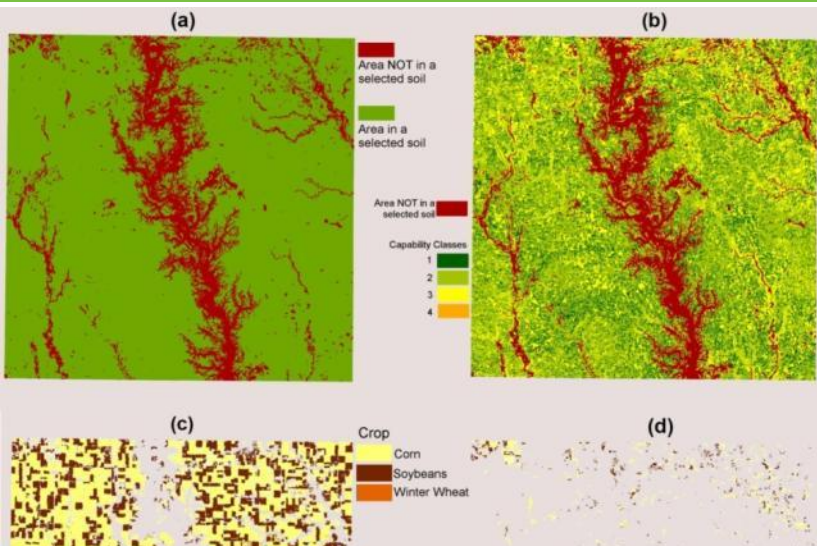 (a)
Area NOT in a
selected soil
Area in a
selected soil
(b)
Area NOT in a
selected soil
Capability Classes
1
2
3
4
(c)
Crop
Corn
Soybeans
Winter Wheat
(d)